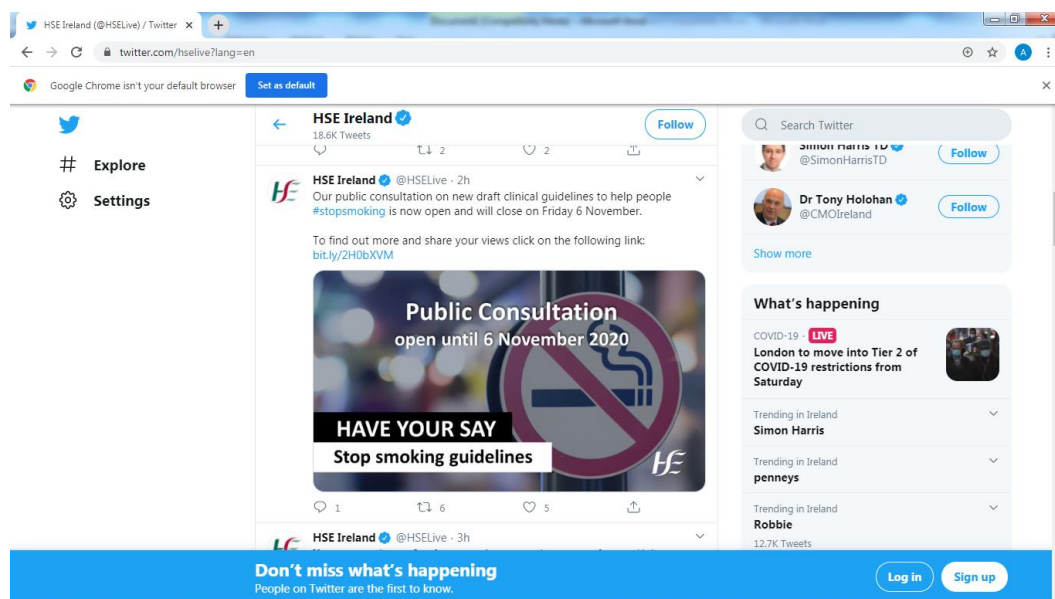 HSE Ireland (@HSELive) / Twitter
twitter.com/hselive?lang=en
A
Google Chrome isn't your default browser
Set as default
Explore
Settings
HSE Ireland
18.6K Tweets
Follow
2
2
HSE Ireland @HSELive · 2h
Our public consultation on new draft clinical guidelines to help people
#stopsmoking is now open and will close on Friday 6 November.
To find out more and share your views click on the following link:
bit.ly/2H0bXVM
Public Consultation
open until 6 November 2020
HAVE YOUR SAY
Stop smoking guidelines
1
6
5
HSE Ireland @HSELive · 3h
Search Twitter
Simon Harris TD
@SimonHarrisTD
Follow
Dr Tony Holohan
@CMOIreland
Follow
Show more
What's happening
COVID-19 · LIVE
London to move into Tier 2 of
COVID-19 restrictions from
Saturday
Trending in Ireland
Simon Harris
Trending in Ireland
penneys
Trending in Ireland
Robbie
12.7K Tweets
Don't miss what's happening
People on Twitter are the first to know.
Log in
Sign up